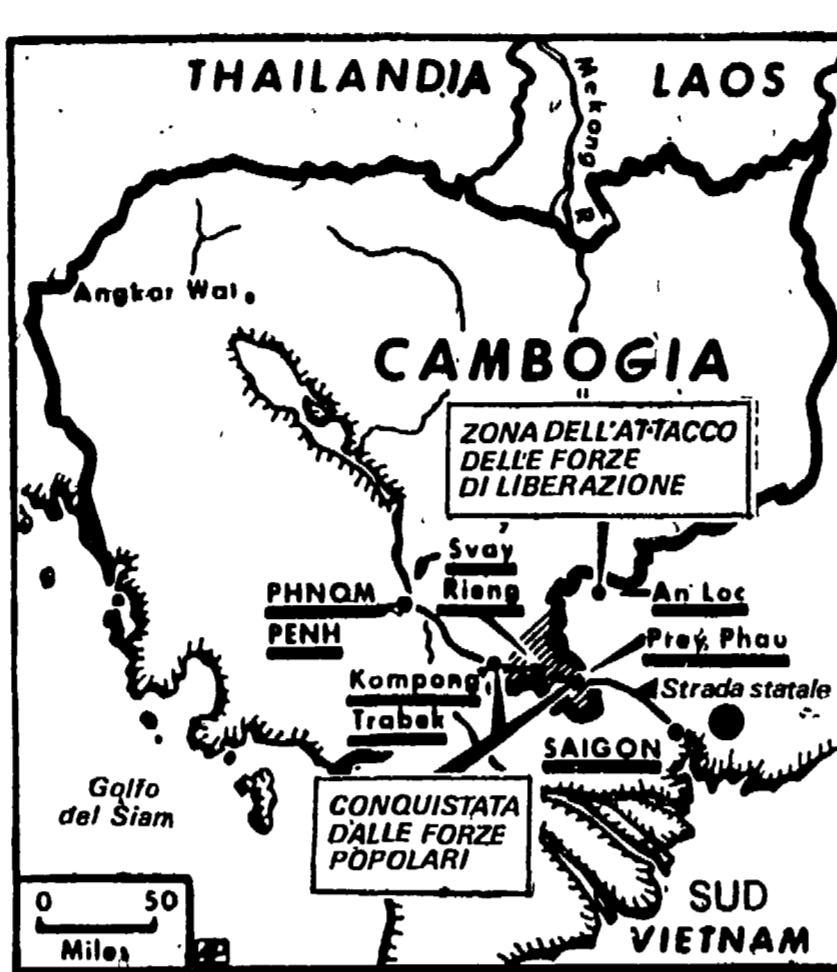 THAILANDIA
LAOS
Mekong R
Angkor Wat
CAMBOGIA
ZONA DELL'ATTACCO
DELLE FORZE
DI LIBERAZIONE
Svay
Rieng
PHNOM
PENH
An Loc
Prey Phau
Kompong
Trabek
Strada statale
SAIGON
Golfo
del Siam
CONQUISTATA
DALLE FORZE
POPOLARI
0 50
Miles
SUD
VIETNAM